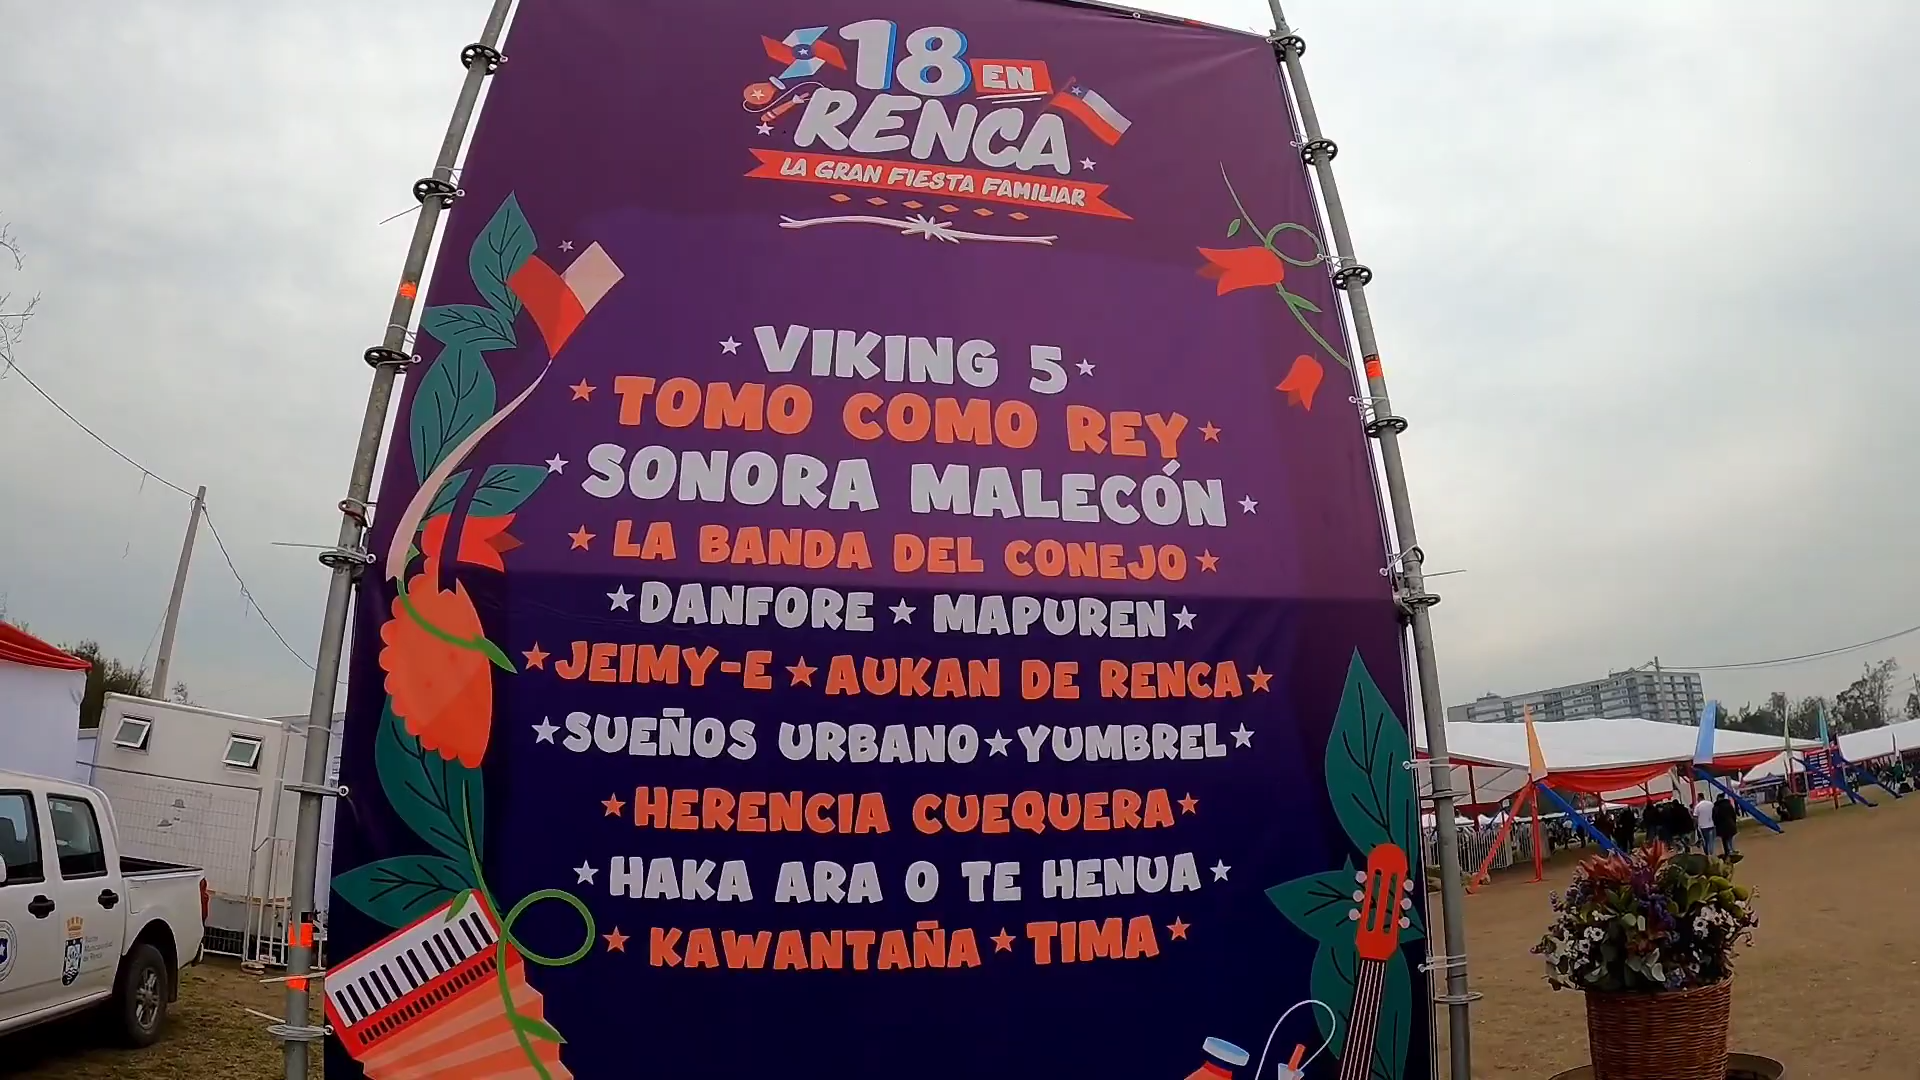 18 EN
RENCA
LA GRAN FIESTA FAMILIAR
VIKING 5
TOMO COMO REY
SONORA MALECÓN
LA BANDA DEL CONEJO
DANFORE ★ MAPUREN
JEIMY-E ★ AUKAN DE RENCA
SUEÑOS URBANO ★ YUMBREL
HERENCIA CUEQUERA
HAKA ARA O TE HENUA
KAWANTAÑA ★ TIMA